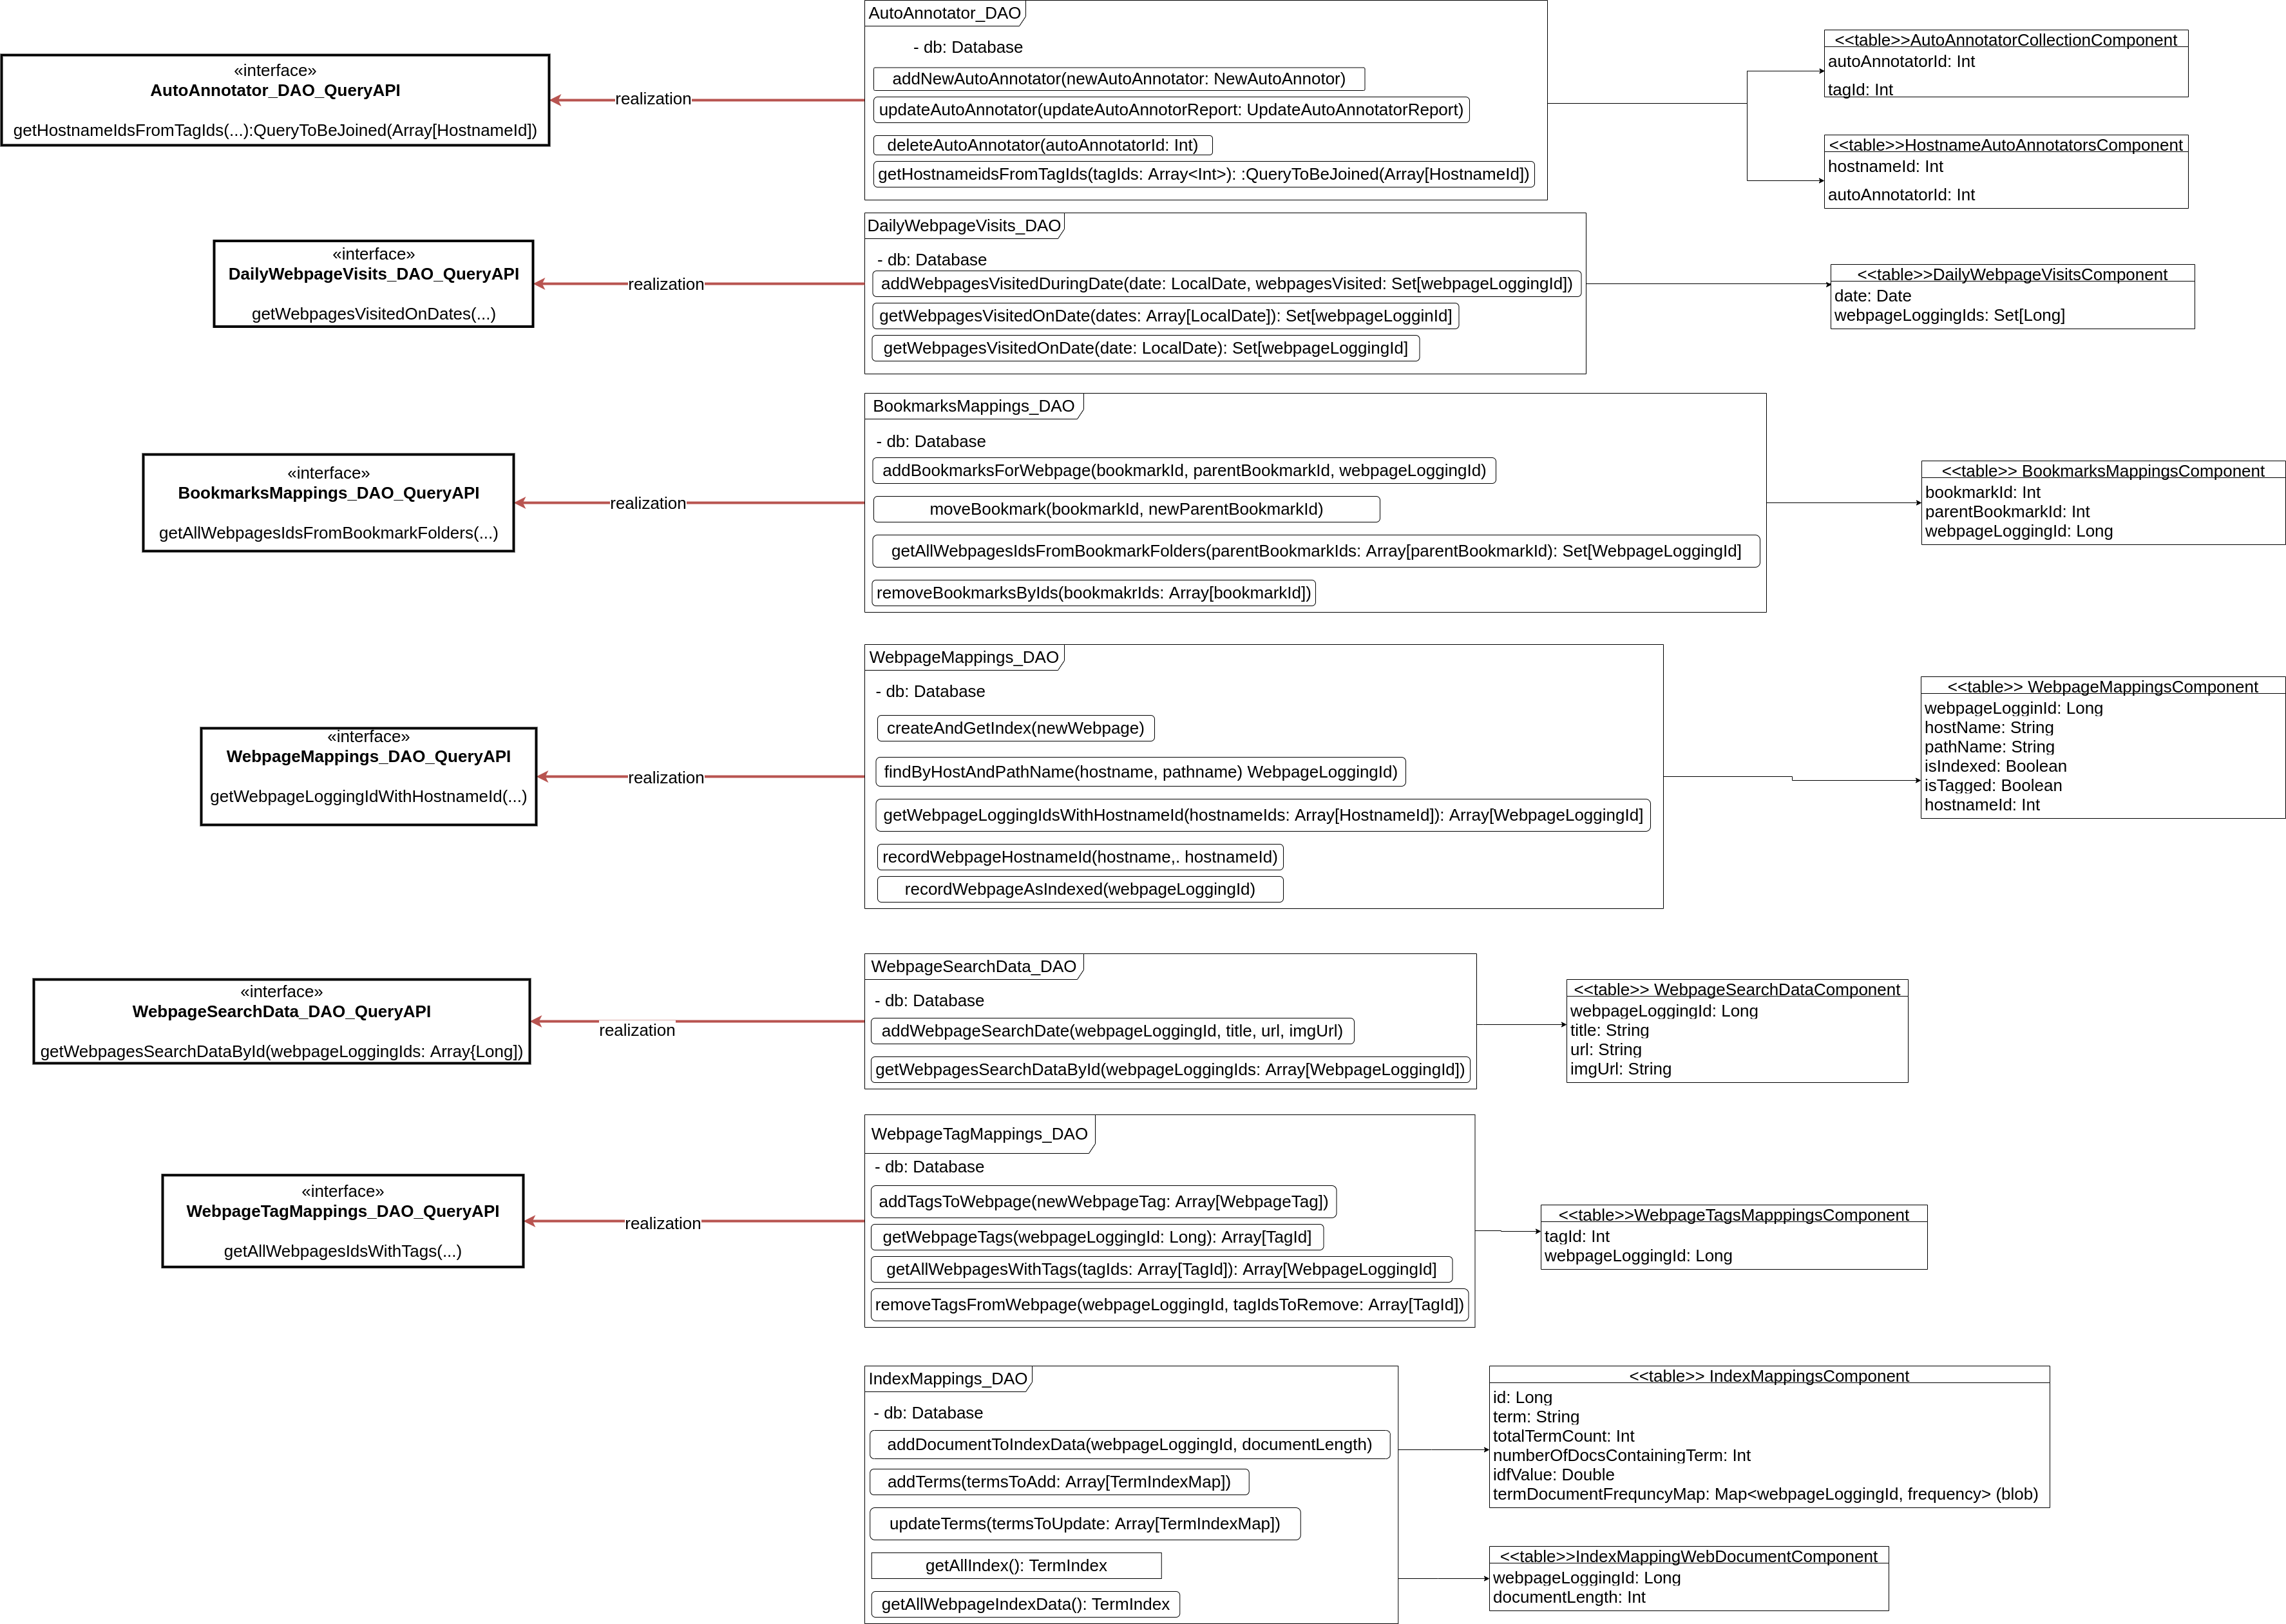 AutoAnnotator_DAO
- db: Database
addNewAutoAnnotator(newAutoAnnotator: NewAutoAnnotor)
updateAutoAnnotator(updateAutoAnnotorReport: UpdateAutoAnnotatorReport)
deleteAutoAnnotator(autoAnnotatorId: Int)
getHostnameidsFromTagIds(tagIds: Array<Int>): :QueryToBeJoined(Array[HostnameId])
«interface»
AutoAnnotator_DAO_QueryAPI
getHostnameIdsFromTagIds(...):QueryToBeJoined(Array[HostnameId])
realization
<<table>>AutoAnnotatorCollectionComponent
autoAnnotatorId: Int
tagId: Int
<<table>>HostnameAutoAnnotatorsComponent
hostnameId: Int
autoAnnotatorId: Int
DailyWebpageVisits_DAO
- db: Database
addWebpagesVisitedDuringDate(date: LocalDate, webpagesVisited: Set[webpageLoggingId])
getWebpagesVisitedOnDate(dates: Array[LocalDate]): Set[webpageLogginId]
getWebpagesVisitedOnDate(date: LocalDate): Set[webpageLoggingId]
«interface»
DailyWebpageVisits_DAO_QueryAPI
getWebpagesVisitedOnDates(...)
realization
<<table>>DailyWebpageVisitsComponent
date: Date
webpageLoggingIds: Set[Long]
BookmarksMappings_DAO
- db: Database
addBookmarksForWebpage(bookmarkId, parentBookmarkId, webpageLoggingId)
moveBookmark(bookmarkId, newParentBookmarkId)
getAllWebpagesIdsFromBookmarkFolders(parentBookmarkIds: Array[parentBookmarkId): Set[WebpageLoggingId]
removeBookmarksByIds(bookmakrIds: Array[bookmarkId])
«interface»
BookmarksMappings_DAO_QueryAPI
getAllWebpagesIdsFromBookmarkFolders(...)
realization
<<table>> BookmarksMappingsComponent
bookmarkId: Int
parentBookmarkId: Int
webpageLoggingId: Long
WebpageMappings_DAO
- db: Database
createAndGetIndex(newWebpage)
findByHostAndPathName(hostname, pathname) WebpageLoggingId)
getWebpageLoggingIdsWithHostnameId(hostnameIds: Array[HostnameId]): Array[WebpageLoggingId]
recordWebpageHostnameId(hostname,. hostnameId)
recordWebpageAsIndexed(webpageLoggingId)
«interface»
WebpageMappings_DAO_QueryAPI
getWebpageLoggingIdWithHostnameId(...)
realization
<<table>> WebpageMappingsComponent
webpageLogginId: Long
hostName: String
pathName: String
isIndexed: Boolean
isTagged: Boolean
hostnameId: Int
WebpageSearchData_DAO
- db: Database
addWebpageSearchDate(webpageLoggingId, title, url, imgUrl)
getWebpagesSearchDataById(webpageLoggingIds: Array[WebpageLoggingId])
«interface»
WebpageSearchData_DAO_QueryAPI
getWebpagesSearchDataById(webpageLoggingIds: Array{Long])
realization
<<table>> WebpageSearchDataComponent
webpageLoggingId: Long
title: String
url: String
imgUrl: String
WebpageTagMappings_DAO
- db: Database
addTagsToWebpage(newWebpageTag: Array[WebpageTag])
getWebpageTags(webpageLoggingId: Long): Array[TagId]
getAllWebpagesWithTags(tagIds: Array[TagId]): Array[WebpageLoggingId]
removeTagsFromWebpage(webpageLoggingId, tagIdsToRemove: Array[TagId])
«interface»
WebpageTagMappings_DAO_QueryAPI
getAllWebpagesIdsWithTags(...)
realization
<<table>>WebpageTagsMapppingsComponent
tagId: Int
webpageLoggingId: Long
IndexMappings_DAO
- db: Database
addDocumentToIndexData(webpageLoggingId, documentLength)
addTerms(termsToAdd: Array[TermIndexMap])
updateTerms(termsToUpdate: Array[TermIndexMap])
getAllIndex(): TermIndex
getAllWebpageIndexData(): TermIndex
<<table>> IndexMappingsComponent
id: Long
term: String
totalTermCount: Int
numberOfDocsContainingTerm: Int
idfValue: Double
termDocumentFrequncyMap: Map<webpageLoggingId, frequency> (blob)
<<table>>IndexMappingWebDocumentComponent
webpageLoggingId: Long
documentLength: Int